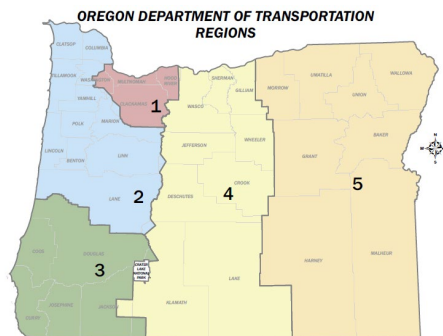 OREGON DEPARTMENT OF TRANSPORTATION
REGIONS
CLATSOP
COLUMBIA
TILLAMOOK
WASHINGTON
MULTNOMAH
HOOD RIVER
CLACKAMAS
1
YAMHILL
POLK
MARION
LINCOLN
BENTON
LINN
LANE
2
SHERMAN
GILLIAM
WASCO
JEFFERSON
WHEELER
CROOK
DESCHUTES
4
LAKE
KLAMATH
MORROW
UMATILLA
WALLOWA
UNION
BAKER
GRANT
5
HARNEY
MALHEUR
COOS
DOUGLAS
3
CRATER
LAKE
NATIONAL
PARK
CURRY
JOSEPHINE
JACKSON
N
W